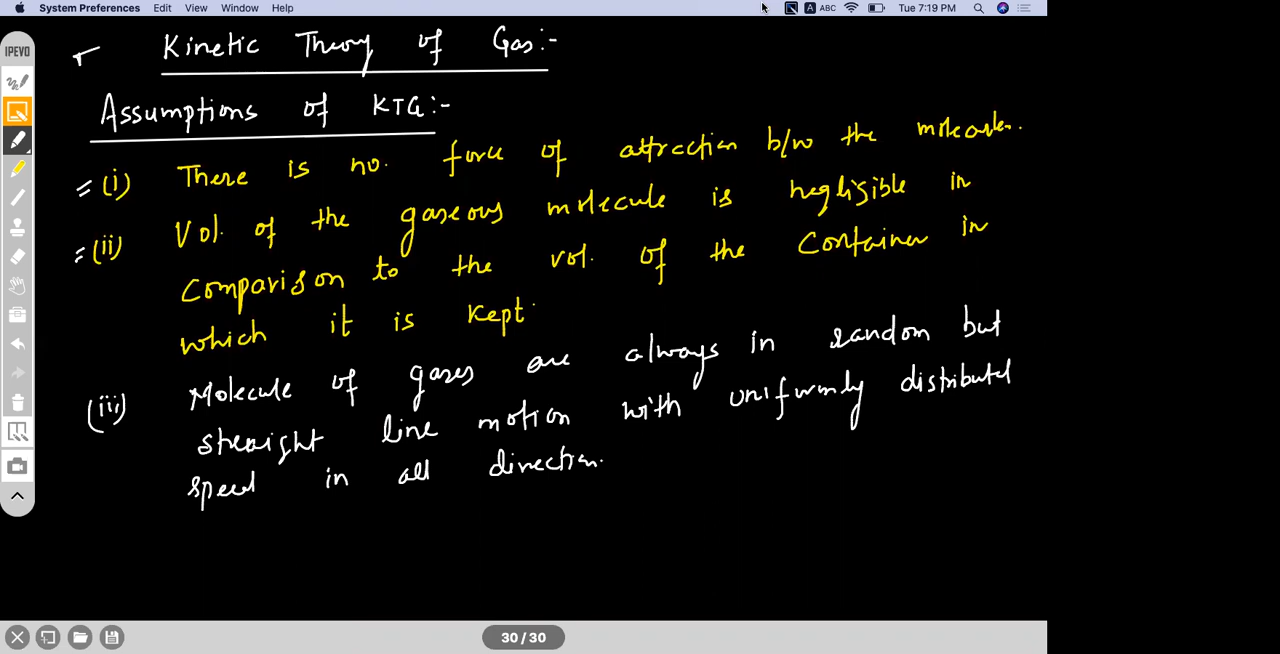 System Preferences Edit View Window Help ABC Tue 7:19 PM
IPEVO
Kinetic Theory of Gas:-
Assumptions of KTG:-
(i) There is no. force of attraction b/w the molecules.
(ii) Vol. of the gaseous molecule is negligible in
comparison to the vol. of the container in
which it is kept.
(iii) Molecule of gases are always in random but
straight line motion with uniformly distributed
speed in all direction.
30/30